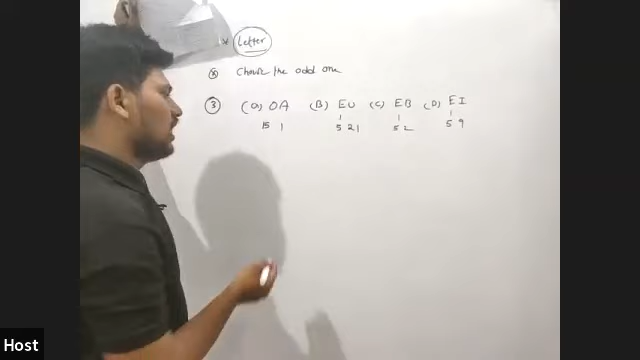 Letter
(x) Choose the odd one
(3) (a) OA (B) EU (C) EB (D) EI
15 1 5 21 5 2 5 9
Host